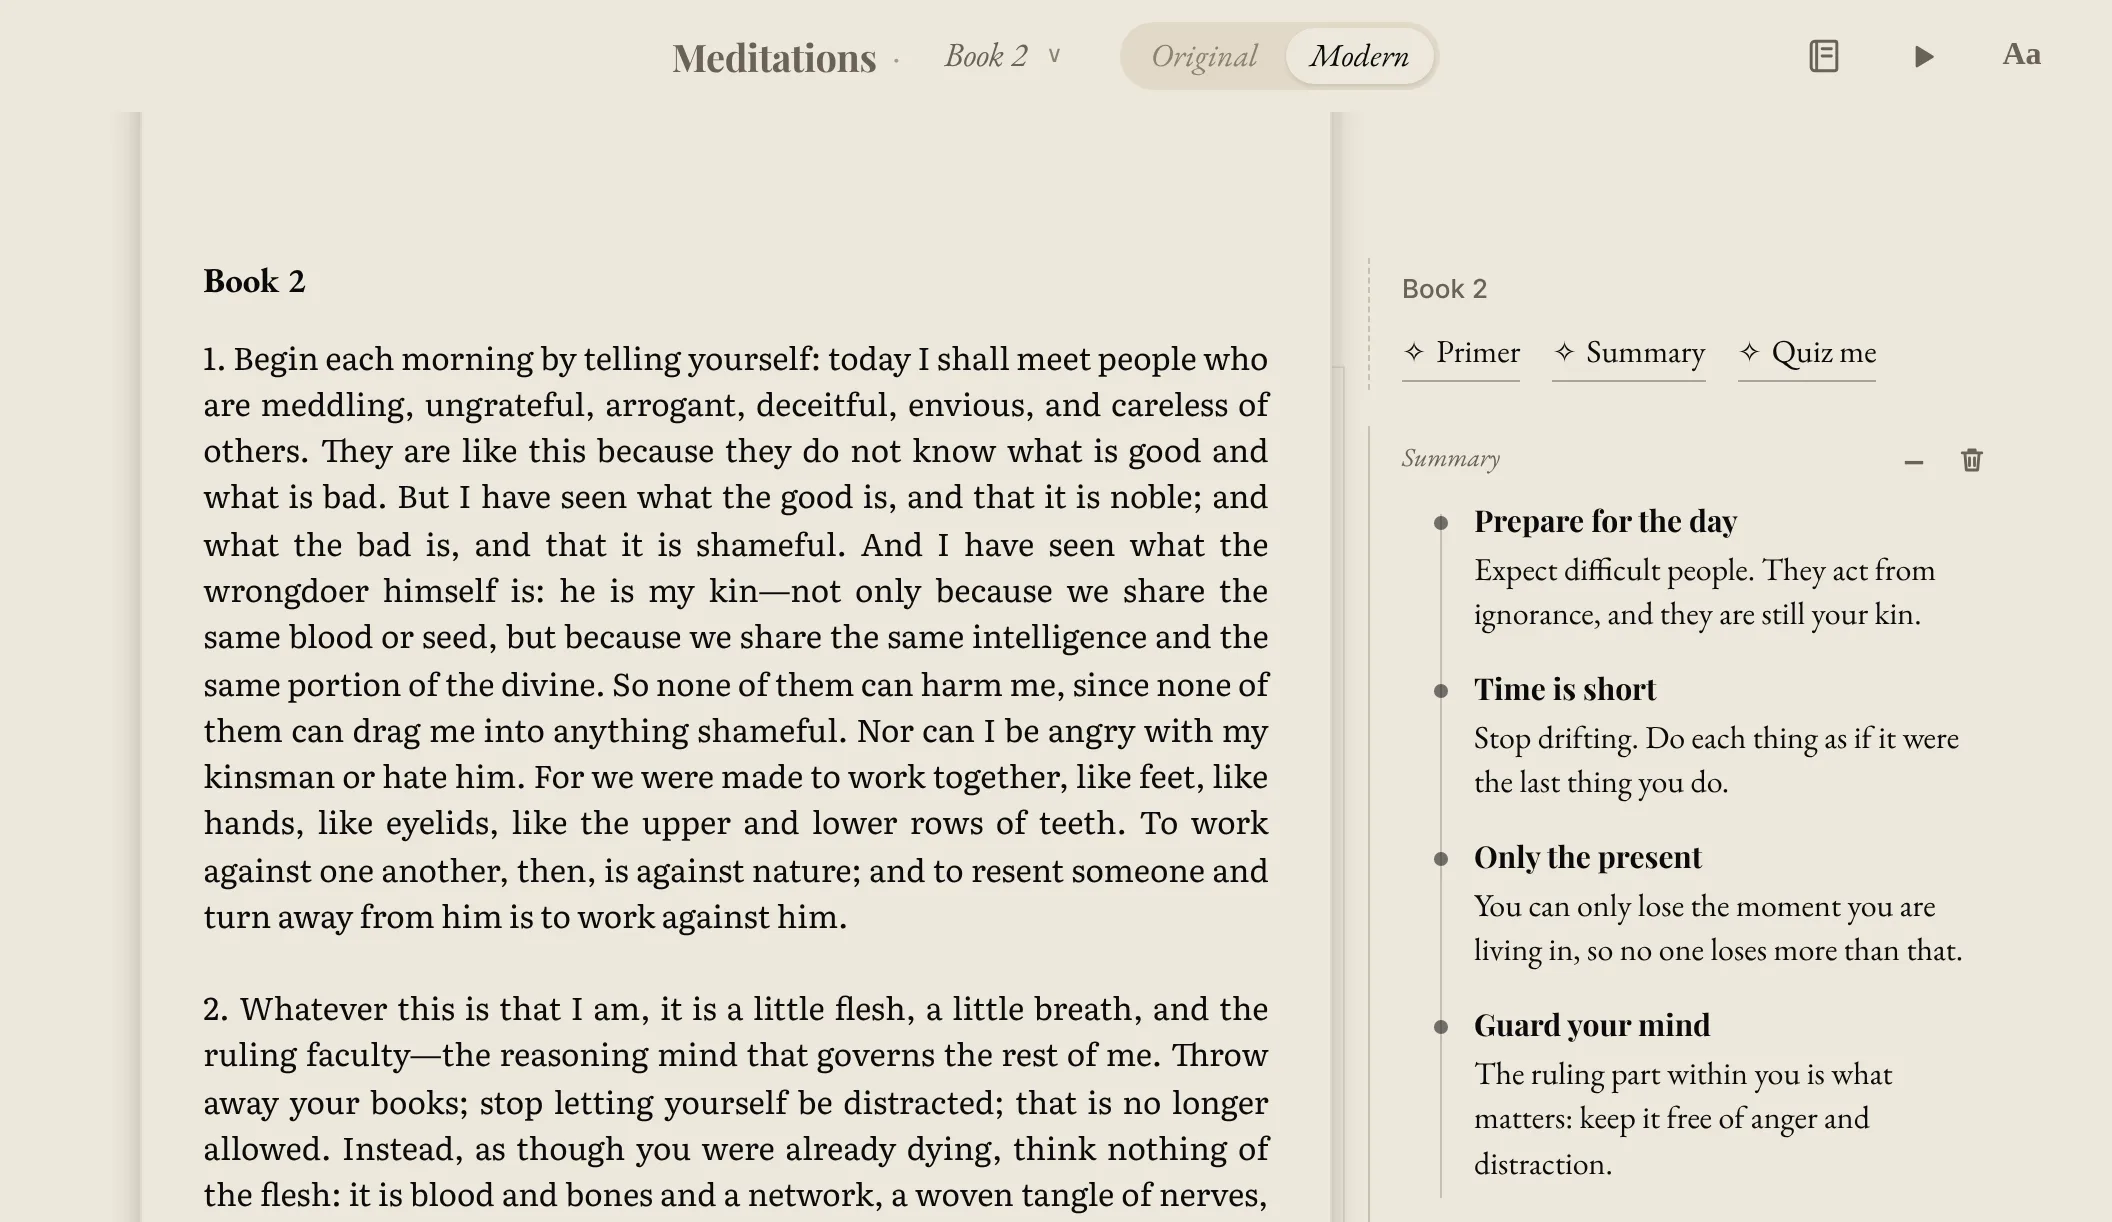 Meditations · Book 2 ∨ Original Modern Aa
Book 2
1. Begin each morning by telling yourself: today I shall meet people who
are meddling, ungrateful, arrogant, deceitful, envious, and careless of
others. They are like this because they do not know what is good and
what is bad. But I have seen what the good is, and that it is noble; and
what the bad is, and that it is shameful. And I have seen what the
wrongdoer himself is: he is my kin—not only because we share the
same blood or seed, but because we share the same intelligence and the
same portion of the divine. So none of them can harm me, since none of
them can drag me into anything shameful. Nor can I be angry with my
kinsman or hate him. For we were made to work together, like feet, like
hands, like eyelids, like the upper and lower rows of teeth. To work
against one another, then, is against nature; and to resent someone and
turn away from him is to work against him.
2. Whatever this is that I am, it is a little flesh, a little breath, and the
ruling faculty—the reasoning mind that governs the rest of me. Throw
away your books; stop letting yourself be distracted; that is no longer
allowed. Instead, as though you were already dying, think nothing of
the flesh: it is blood and bones and a network, a woven tangle of nerves,
Book 2
✧ Primer ✧ Summary ✧ Quiz me
Summary
Prepare for the day
Expect difficult people. They act from
ignorance, and they are still your kin.
Time is short
Stop drifting. Do each thing as if it were
the last thing you do.
Only the present
You can only lose the moment you are
living in, so no one loses more than that.
Guard your mind
The ruling part within you is what
matters: keep it free of anger and
distraction.